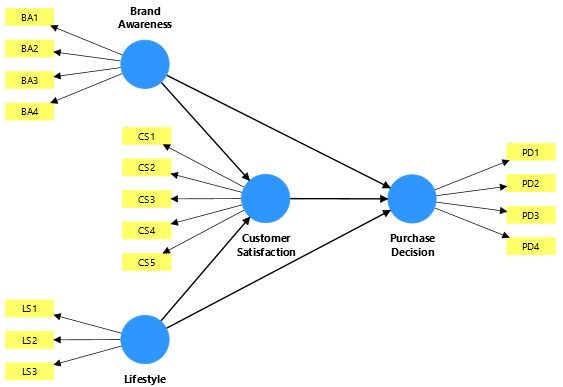 Brand
Awareness
BA1
BA2
BA3
BA4
CS1
CS2
CS3
CS4
CS5
Customer
Satisfaction
PD1
PD2
PD3
PD4
Purchase
Decision
LS1
LS2
LS3
Lifestyle